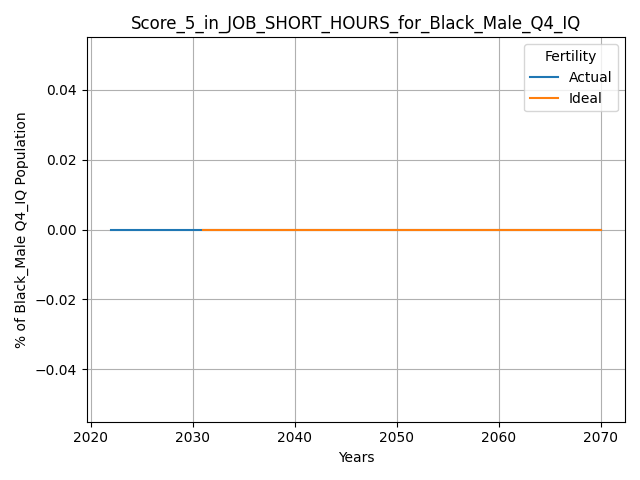 Score_5_in_JOB_SHORT_HOURS_for_Black_Male_Q4_IQ
Fertility
Actual
Ideal
% of Black_Male Q4_IQ Population
0.04
0.02
0.00
−0.02
−0.04
2020 2030 2040 2050 2060 2070
Years